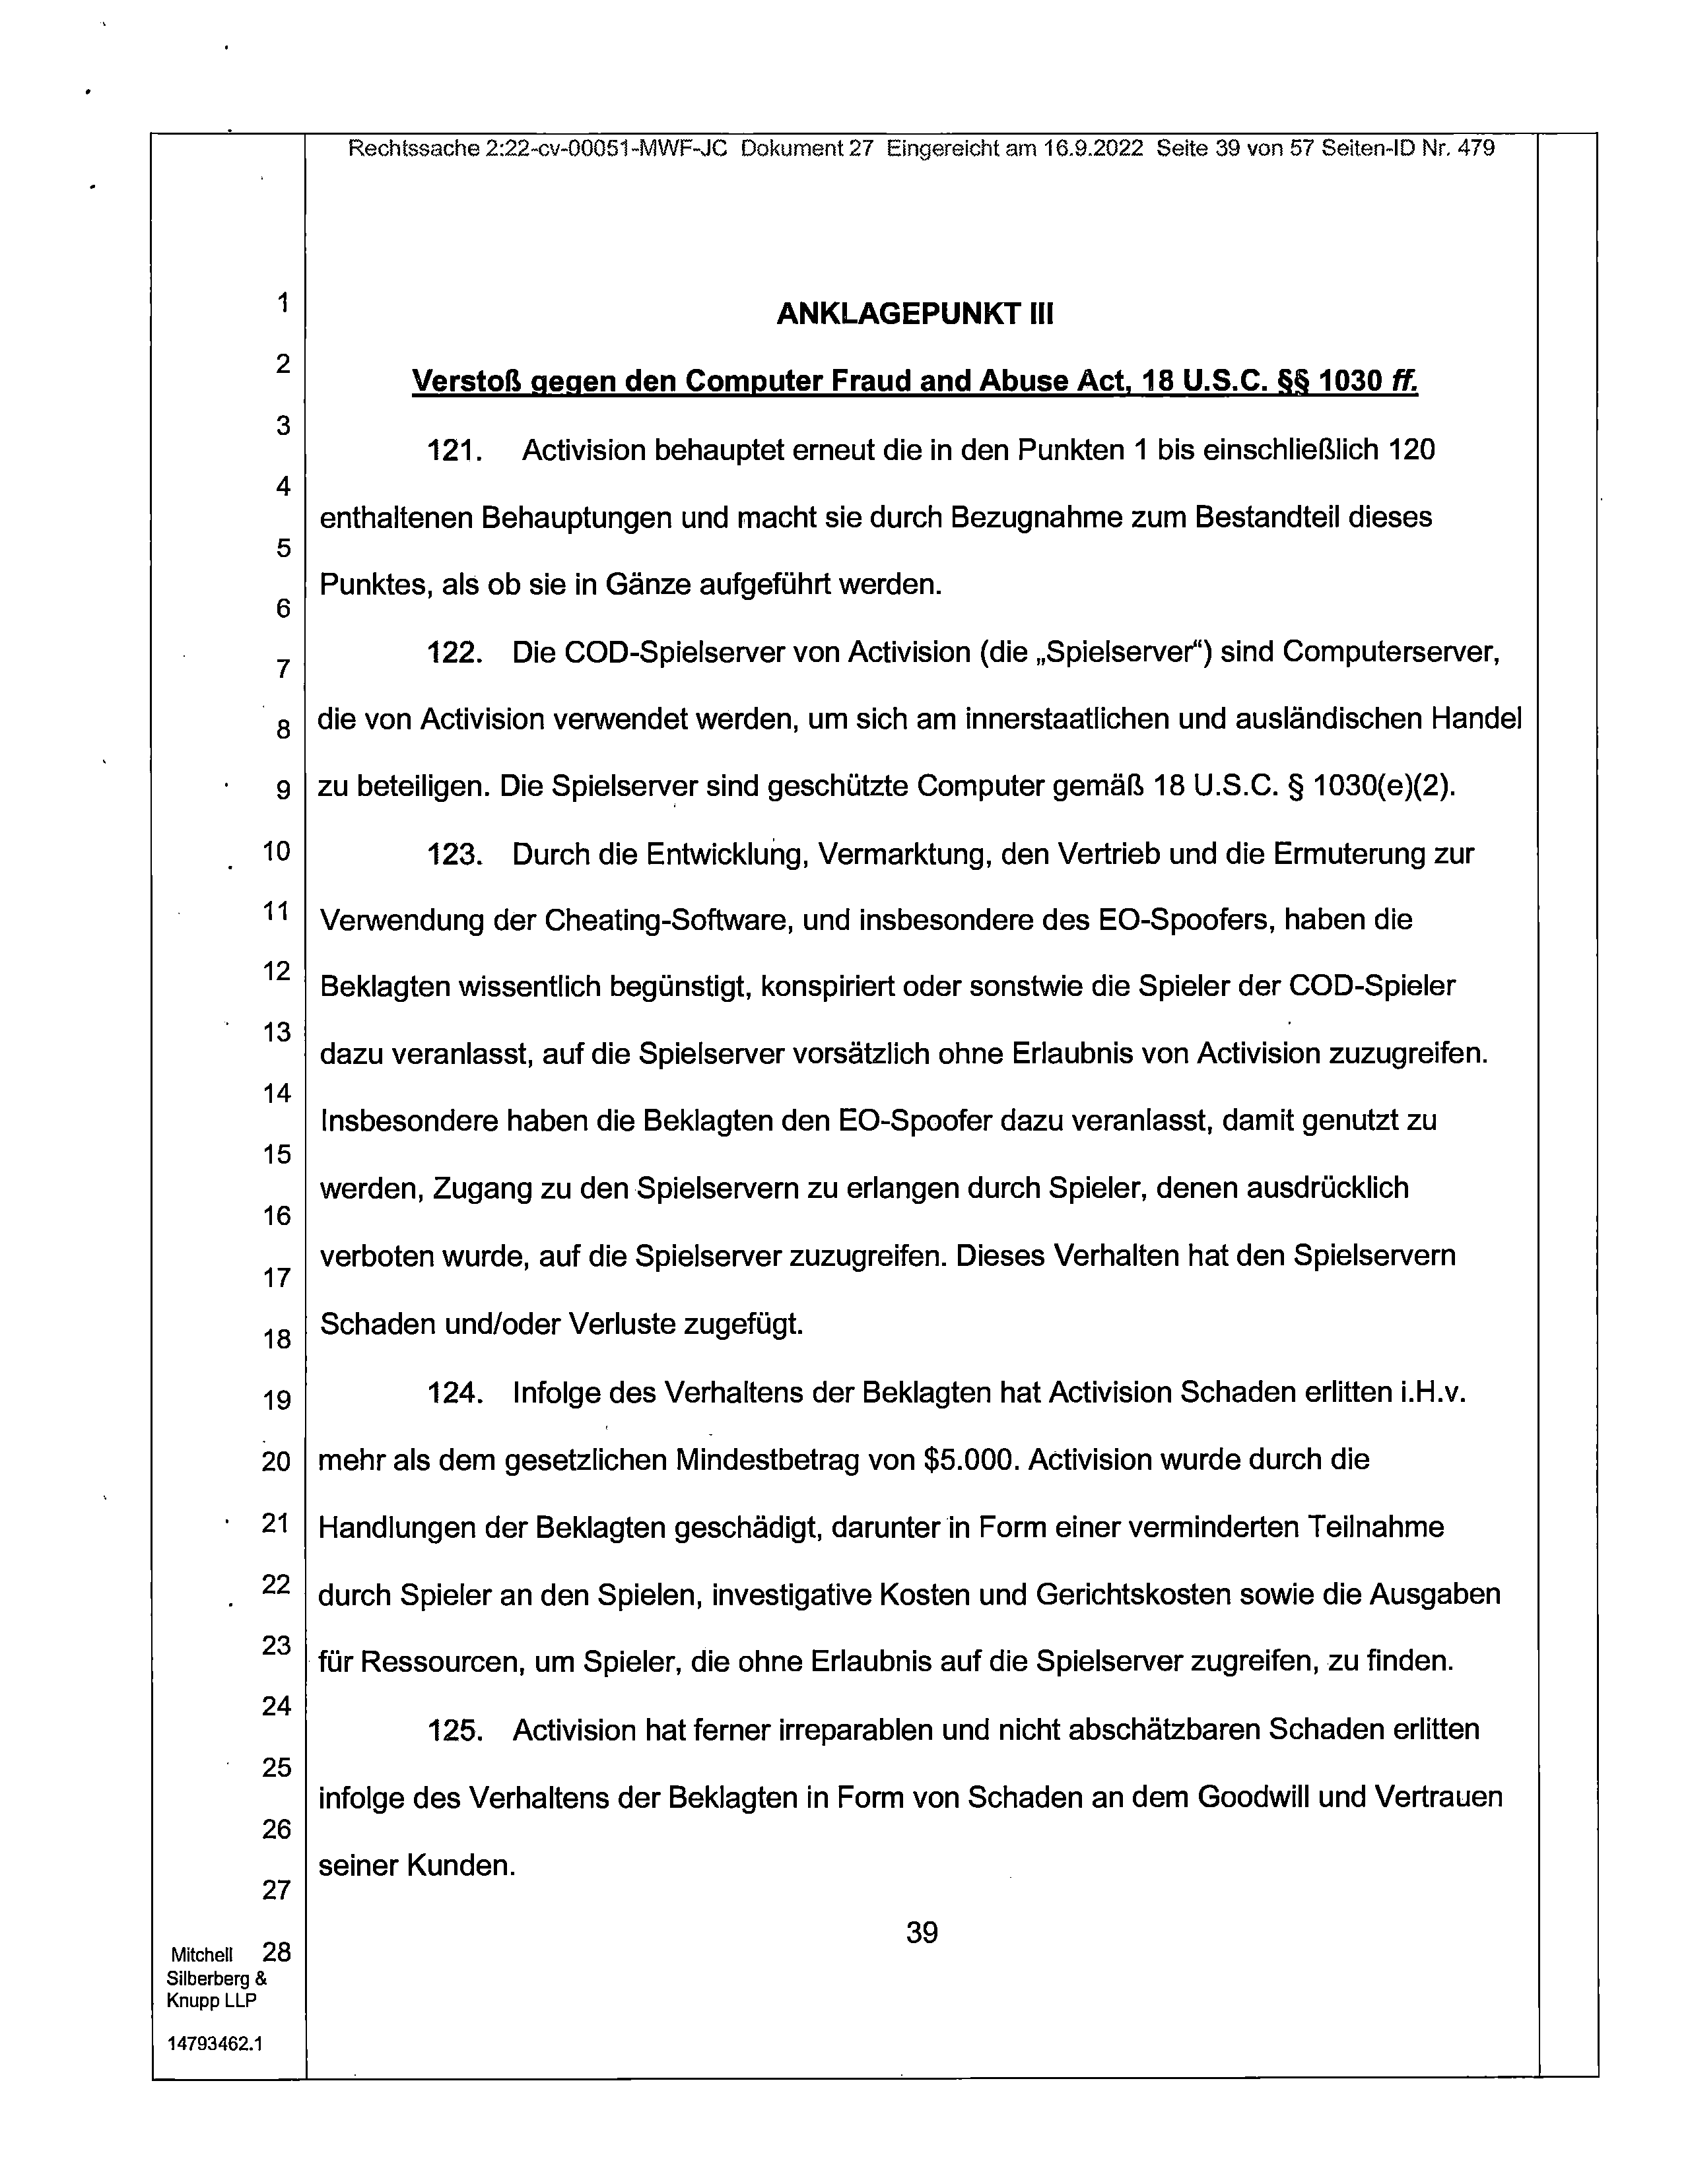 Rechtssache 2:22-cv-00051-MWF-JC Dokument 27 Eingereicht am 16.9.2022 Seite 39 von 57 Seiten-ID Nr. 479
1
ANKLAGEPUNKT III
2
Verstoß gegen den Computer Fraud and Abuse Act, 18 U.S.C. §§ 1030 ff.
3
121. Activision behauptet erneut die in den Punkten 1 bis einschließlich 120
4
enthaltenen Behauptungen und macht sie durch Bezugnahme zum Bestandteil dieses
5
Punktes, als ob sie in Gänze aufgeführt werden.
6
122. Die COD-Spielserver von Activision (die „Spielserver“) sind Computerserver,
7
8 die von Activision verwendet werden, um sich am innerstaatlichen und ausländischen Handel
9 zu beteiligen. Die Spielserver sind geschützte Computer gemäß 18 U.S.C. § 1030(e)(2).
10 123. Durch die Entwicklung, Vermarktung, den Vertrieb und die Ermuterung zur
11 Verwendung der Cheating-Software, und insbesondere des EO-Spoofers, haben die
12 Beklagten wissentlich begünstigt, konspiriert oder sonstwie die Spieler der COD-Spieler
13
dazu veranlasst, auf die Spielserver vorsätzlich ohne Erlaubnis von Activision zuzugreifen.
14
Insbesondere haben die Beklagten den EO-Spoofer dazu veranlasst, damit genutzt zu
15
werden, Zugang zu den Spielservern zu erlangen durch Spieler, denen ausdrücklich
16
verboten wurde, auf die Spielserver zuzugreifen. Dieses Verhalten hat den Spielservern
17
Schaden und/oder Verluste zugefügt.
18
19 124. Infolge des Verhaltens der Beklagten hat Activision Schaden erlitten i.H.v.
20 mehr als dem gesetzlichen Mindestbetrag von $5.000. Activision wurde durch die
21 Handlungen der Beklagten geschädigt, darunter in Form einer verminderten Teilnahme
22 durch Spieler an den Spielen, investigative Kosten und Gerichtskosten sowie die Ausgaben
23 für Ressourcen, um Spieler, die ohne Erlaubnis auf die Spielserver zugreifen, zu finden.
24
125. Activision hat ferner irreparablen und nicht abschätzbaren Schaden erlitten
25
infolge des Verhaltens der Beklagten in Form von Schaden an dem Goodwill und Vertrauen
26
seiner Kunden.
27
39
Mitchell 28
Silberberg &
Knupp LLP
14793462.1